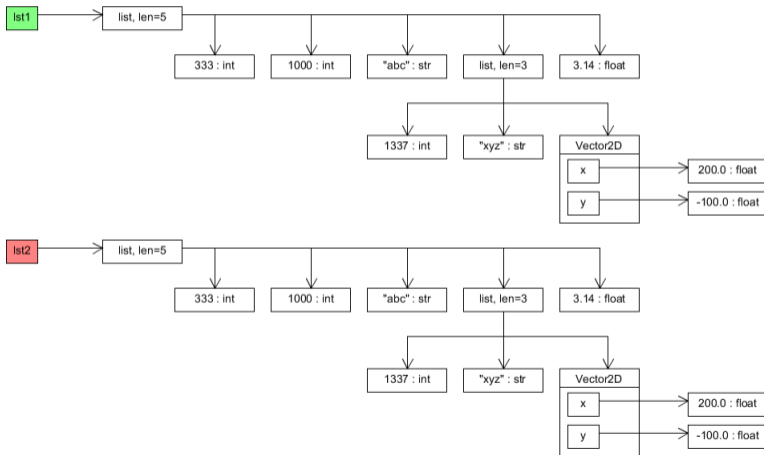 lst1 list, len=5
333 : int 1000 : int "abc" : str list, len=3 3.14 : float
1337 : int "xyz" : str Vector2D
x 200.0 : float
y -100.0 : float
lst2 list, len=5
333 : int 1000 : int "abc" : str list, len=3 3.14 : float
1337 : int "xyz" : str Vector2D
x 200.0 : float
y -100.0 : float